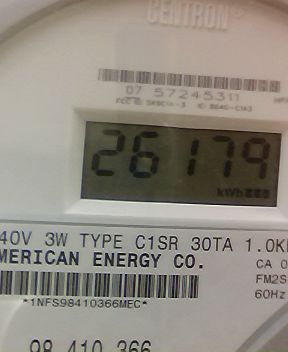 CENTRON®
07 57245311
26179
kWh
40V 3W TYPE C1SR 30TA 1.0K
MERICAN ENERGY CO.
CA 0
FM2S
60Hz
*1NFS98410366MEC*
98 410 366